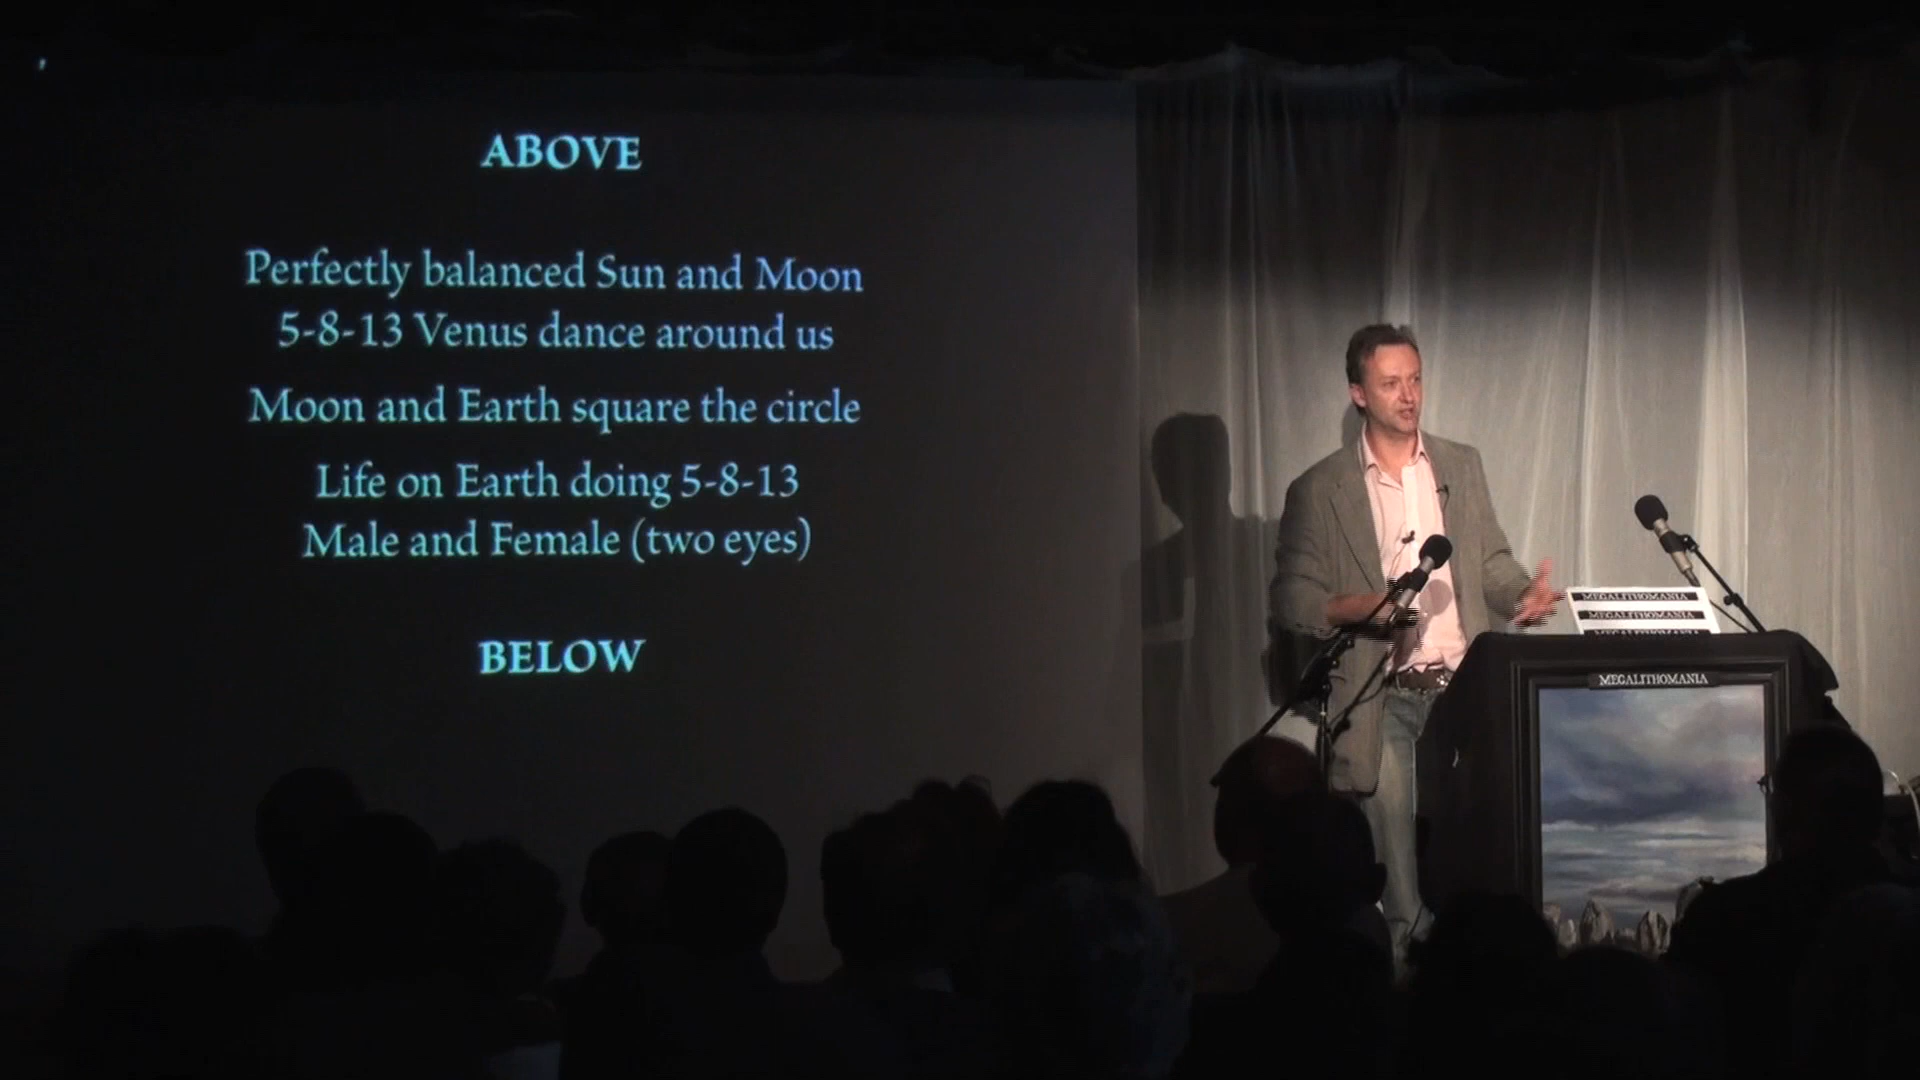 ABOVE
Perfectly balanced Sun and Moon
5-8-13 Venus dance around us
Moon and Earth square the circle
Life on Earth doing 5-8-13
Male and Female (two eyes)
BELOW
MEGALITHOMANIA
MEGALITHOMANIA
MEGALITHOMANIA
MEGALITHOMANIA